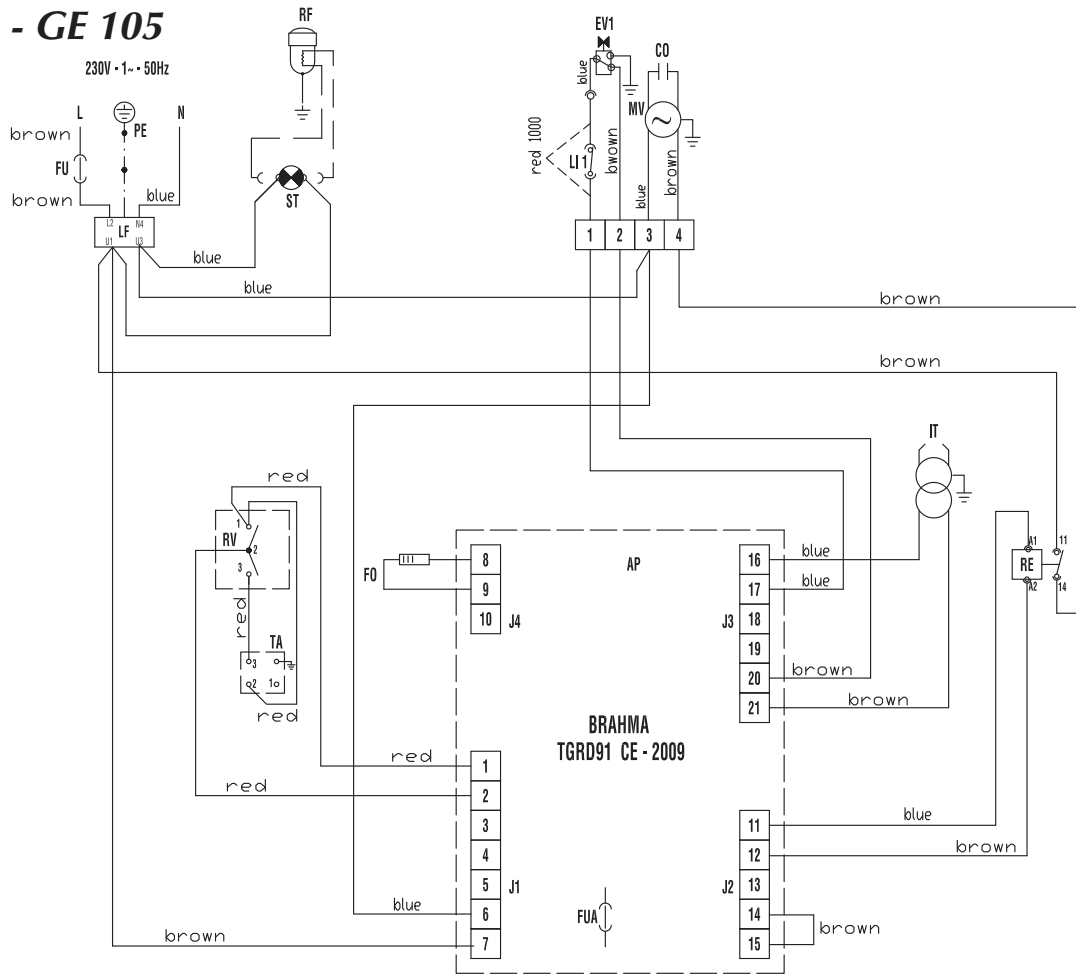 - GE 105
230V - 1~ - 50Hz
RF
EV1
CO
L
PE
N
brown
FU
brown
blue
L2
N4
LF
U1
U3
ST
blue
blue
blue
red 1000
LI 1
bwown
MV
blue
brown
1
2
3
4
brown
brown
IT
red
RV
1
2
3
red
TA
3
2
1
red
FO
8
9
10
J4
AP
16
17
18
19
20
21
J3
blue
blue
brown
brown
A1
RE
A2
11
14
BRAHMA
TGRD91 CE - 2009
red
red
1
2
3
4
5
6
7
J1
blue
brown
FUA
11
12
13
14
15
J2
blue
brown
brown